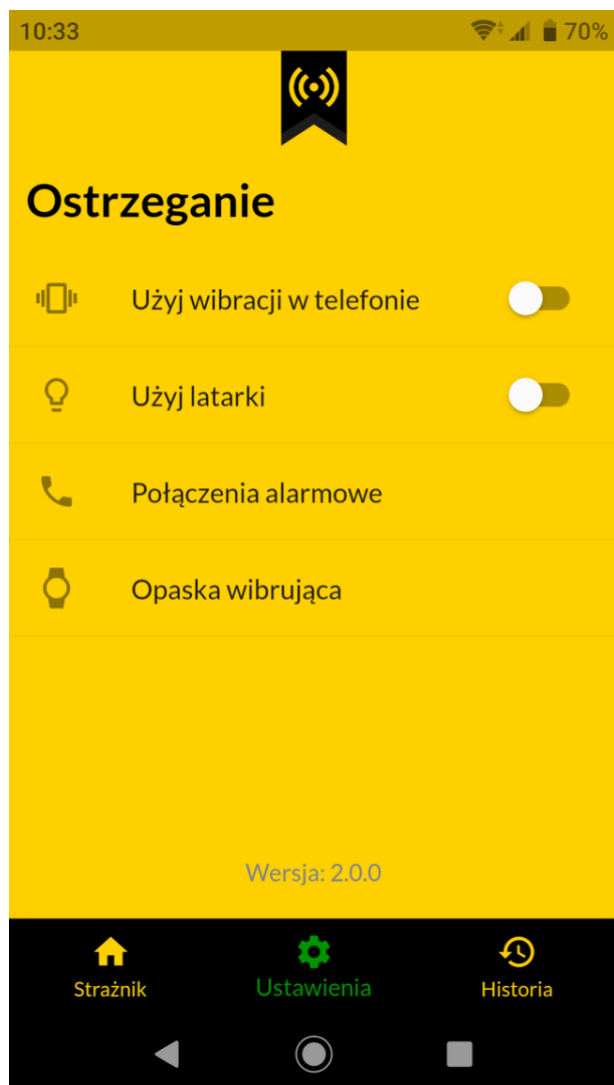 10:33 70%
Ostrzeganie
Użyj wibracji w telefonie
Użyj latarki
Połączenia alarmowe
Opaska wibrująca
Wersja: 2.0.0
Strażnik Ustawienia Historia